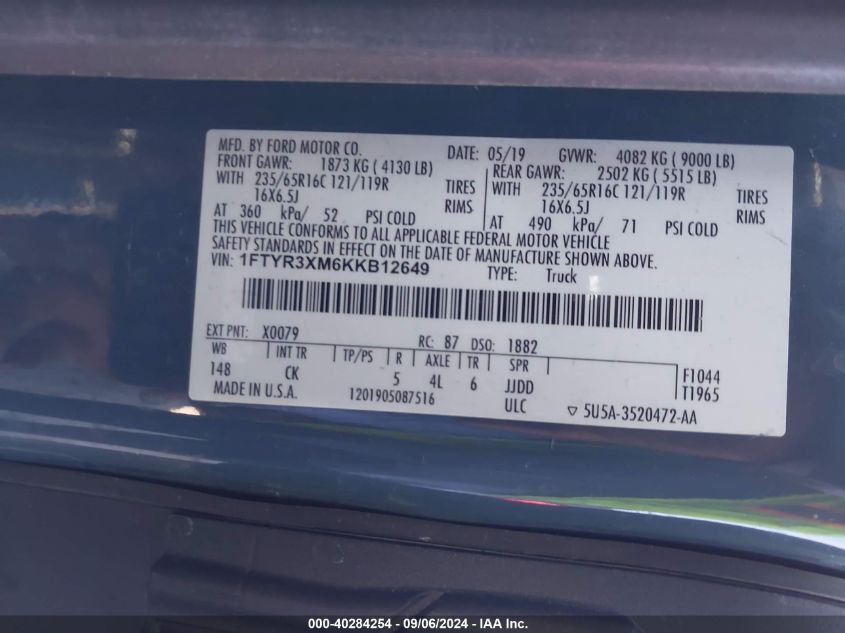 MFD. BY FORD MOTOR CO. DATE: 05/19 GVWR: 4082 KG ( 9000 LB)
FRONT GAWR: 1873 KG ( 4130 LB) REAR GAWR: 2502 KG ( 5515 LB)
WITH 235/65R16C 121/119R TIRES WITH 235/65R16C 121/119R TIRES
16X6.5J RIMS 16X6.5J RIMS
AT 360 kPa/ 52 PSI COLD AT 490 kPa/ 71 PSI COLD
THIS VEHICLE CONFORMS TO ALL APPLICABLE FEDERAL MOTOR VEHICLE
SAFETY STANDARDS IN EFFECT ON THE DATE OF MANUFACTURE SHOWN ABOVE.
VIN: 1FTYR3XM6KKB12649 TYPE: Truck
EXT PNT: X0079 RC: 87 DSO: 1882
WB INT TR TP/PS R AXLE TR SPR F1044
148 CK 5 4L 6 JJDD T1965
MADE IN U.S.A. 1201905087516 ULC ▽ 5U5A-3520472-AA
000-40284254 - 09/06/2024 - IAA Inc.